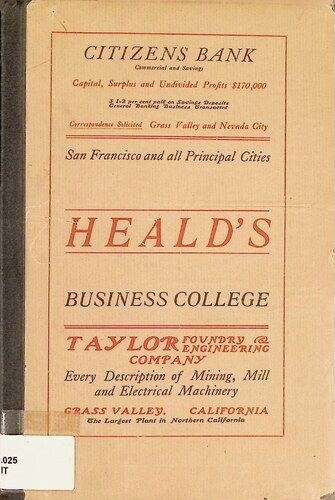 CITIZENS BANK
Commercial and Savings
Capital, Surplus and Undivided Profits $170,000
3 1-2 per cent paid on Savings Deposits
General Banking Business Transacted
Correspondence Solicited Grass Valley and Nevada City
San Francisco and all Principal Cities
HEALD'S
BUSINESS COLLEGE
TAYLOR FOUNDRY @ ENGINEERING
COMPANY
Every Description of Mining, Mill
and Electrical Machinery
GRASS VALLEY, CALIFORNIA
The Largest Plant in Northern California
.025
IT